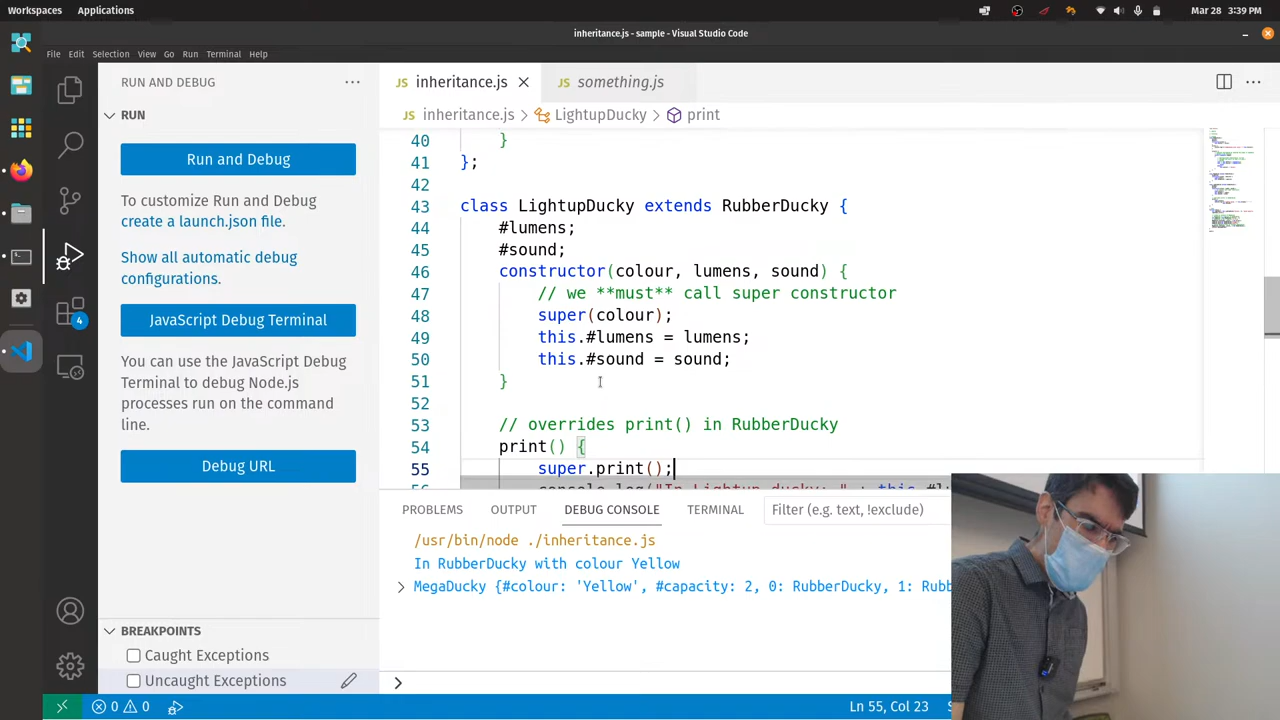 Workspaces Applications Mar 28 3:39 PM
inheritance.js - sample - Visual Studio Code
File Edit Selection View Go Run Terminal Help
RUN AND DEBUG
JS inheritance.js
JS something.js
RUN
JS inheritance.js > LightupDucky > print
Run and Debug
To customize Run and Debug
create a launch.json file.
Show all automatic debug
configurations.
JavaScript Debug Terminal
You can use the JavaScript Debug
Terminal to debug Node.js
processes run on the command
line.
Debug URL
4
40 }
41 };
42
43 class LightupDucky extends RubberDucky {
44 #lumens;
45 #sound;
46 constructor(colour, lumens, sound) {
47 // we **must** call super constructor
48 super(colour);
49 this.#lumens = lumens;
50 this.#sound = sound;
51 }
52
53 // overrides print() in RubberDucky
54 print() {
55 super.print();
PROBLEMS OUTPUT DEBUG CONSOLE TERMINAL Filter (e.g. text, !exclude)
/usr/bin/node ./inheritance.js
In RubberDucky with colour Yellow
> MegaDucky {#colour: 'Yellow', #capacity: 2, 0: RubberDucky, 1: Rubb
>
BREAKPOINTS
Caught Exceptions
Uncaught Exceptions
0 0
Ln 55, Col 23